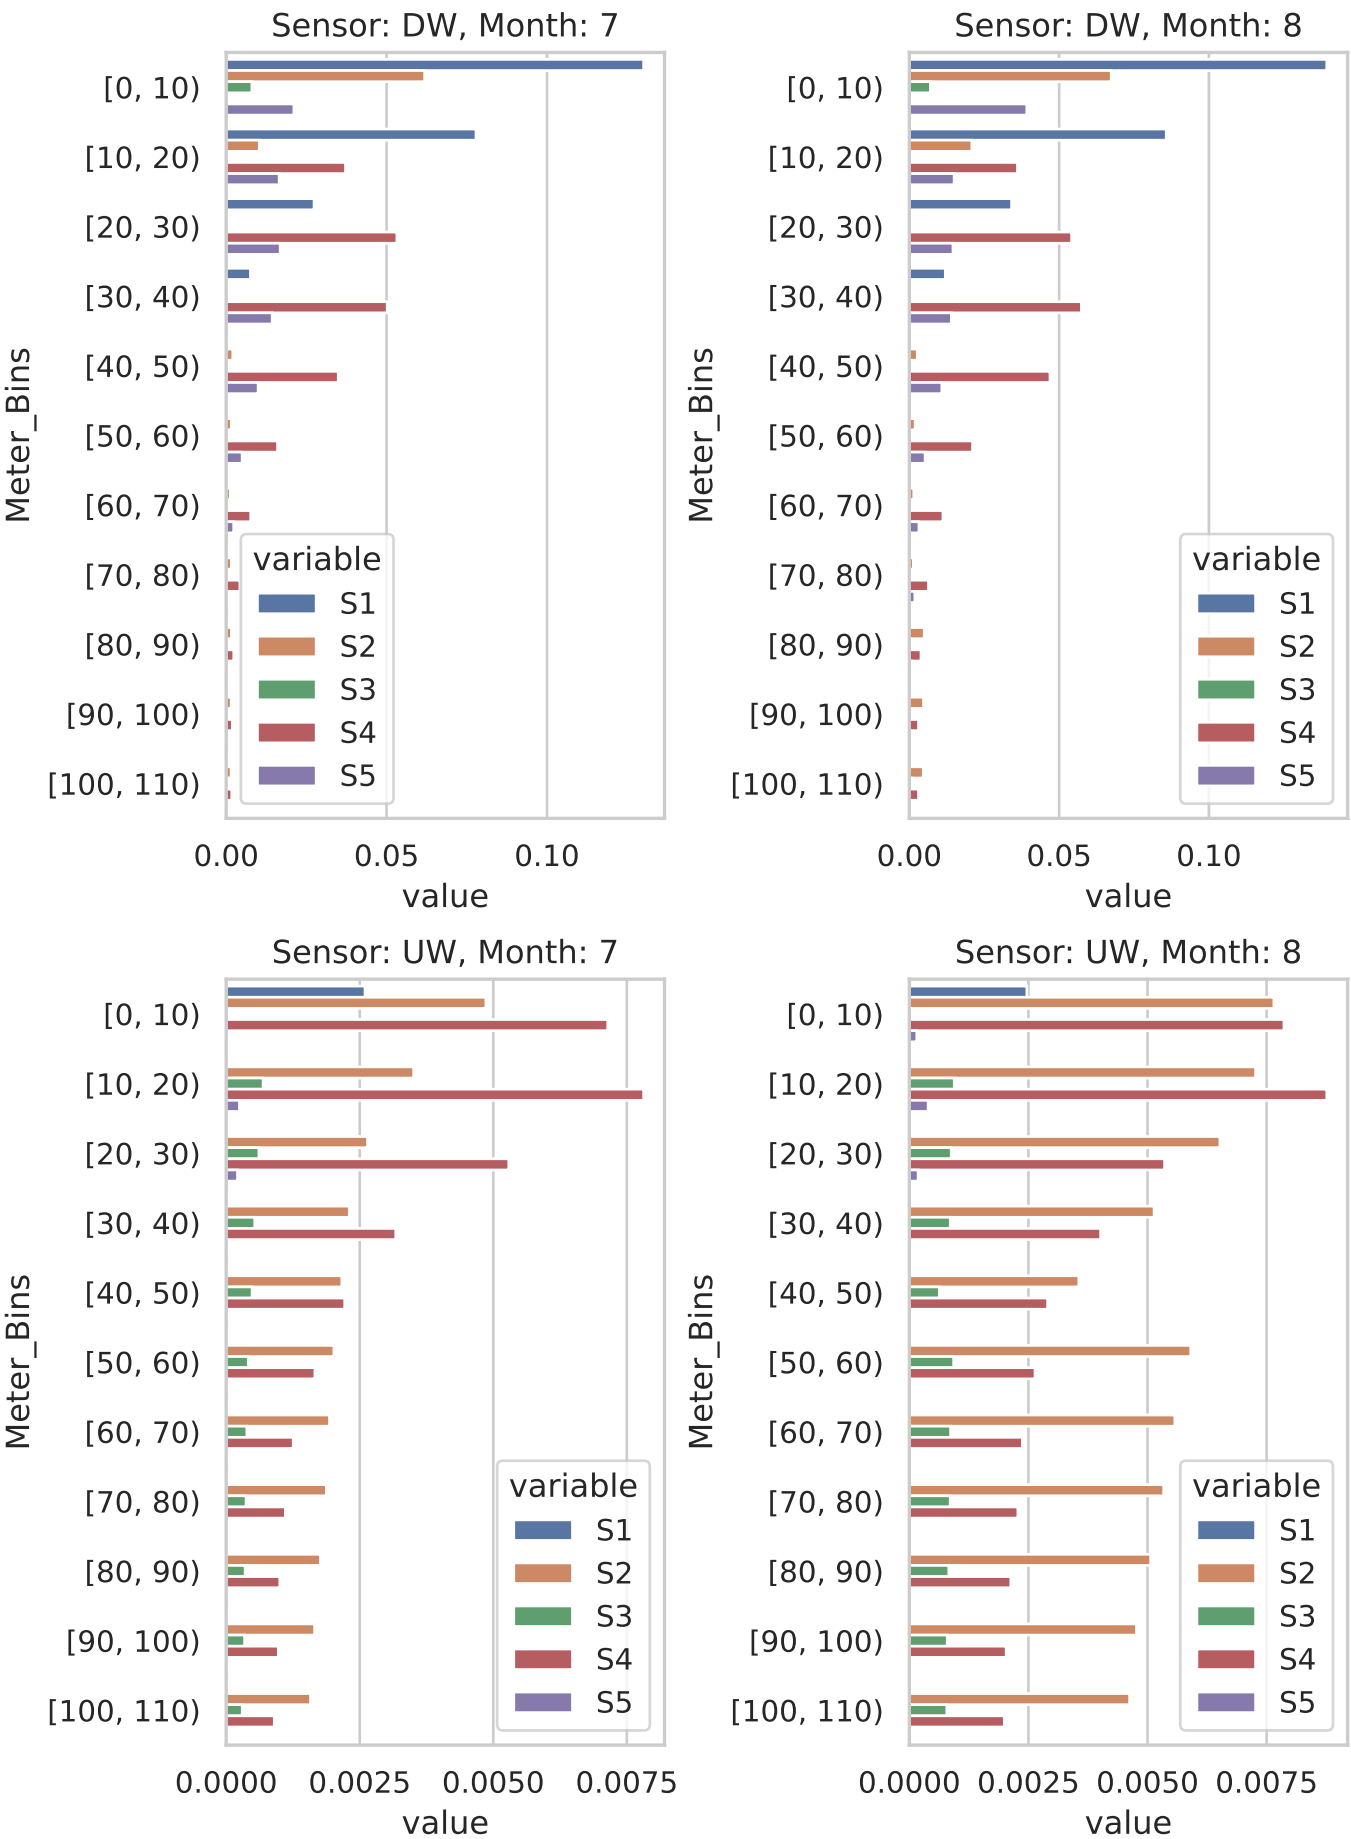 Sensor: DW, Month: 7
[0, 10)
[10, 20)
[20, 30)
[30, 40)
[40, 50)
[50, 60)
[60, 70)
[70, 80)
[80, 90)
[90, 100)
[100, 110)
Meter_Bins
variable
S1
S2
S3
S4
S5
0.00 0.05 0.10
value
Sensor: DW, Month: 8
[0, 10)
[10, 20)
[20, 30)
[30, 40)
[40, 50)
[50, 60)
[60, 70)
[70, 80)
[80, 90)
[90, 100)
[100, 110)
Meter_Bins
variable
S1
S2
S3
S4
S5
0.00 0.05 0.10
value
Sensor: UW, Month: 7
[0, 10)
[10, 20)
[20, 30)
[30, 40)
[40, 50)
[50, 60)
[60, 70)
[70, 80)
[80, 90)
[90, 100)
[100, 110)
Meter_Bins
variable
S1
S2
S3
S4
S5
0.0000 0.0025 0.0050 0.0075
value
Sensor: UW, Month: 8
[0, 10)
[10, 20)
[20, 30)
[30, 40)
[40, 50)
[50, 60)
[60, 70)
[70, 80)
[80, 90)
[90, 100)
[100, 110)
Meter_Bins
variable
S1
S2
S3
S4
S5
0.0000 0.0025 0.0050 0.0075
value